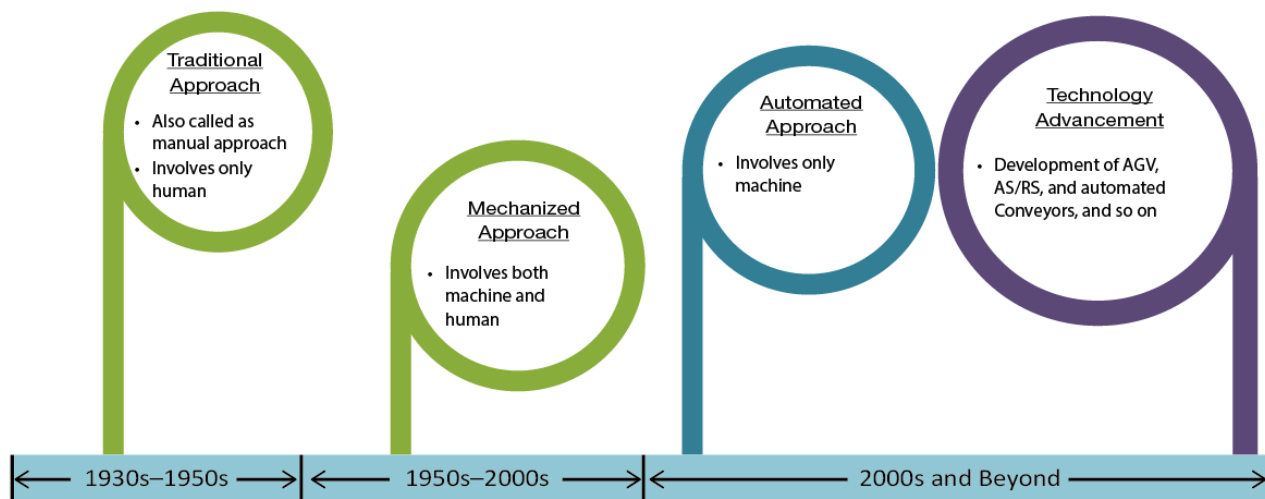 Traditional
Approach
• Also called as
manual approach
• Involves only
human
Mechanized
Approach
• Involves both
machine and
human
Automated
Approach
• Involves only
machine
Technology
Advancement
• Development of AGV,
AS/RS, and automated
Conveyors, and so on
1930s–1950s
1950s–2000s
2000s and Beyond